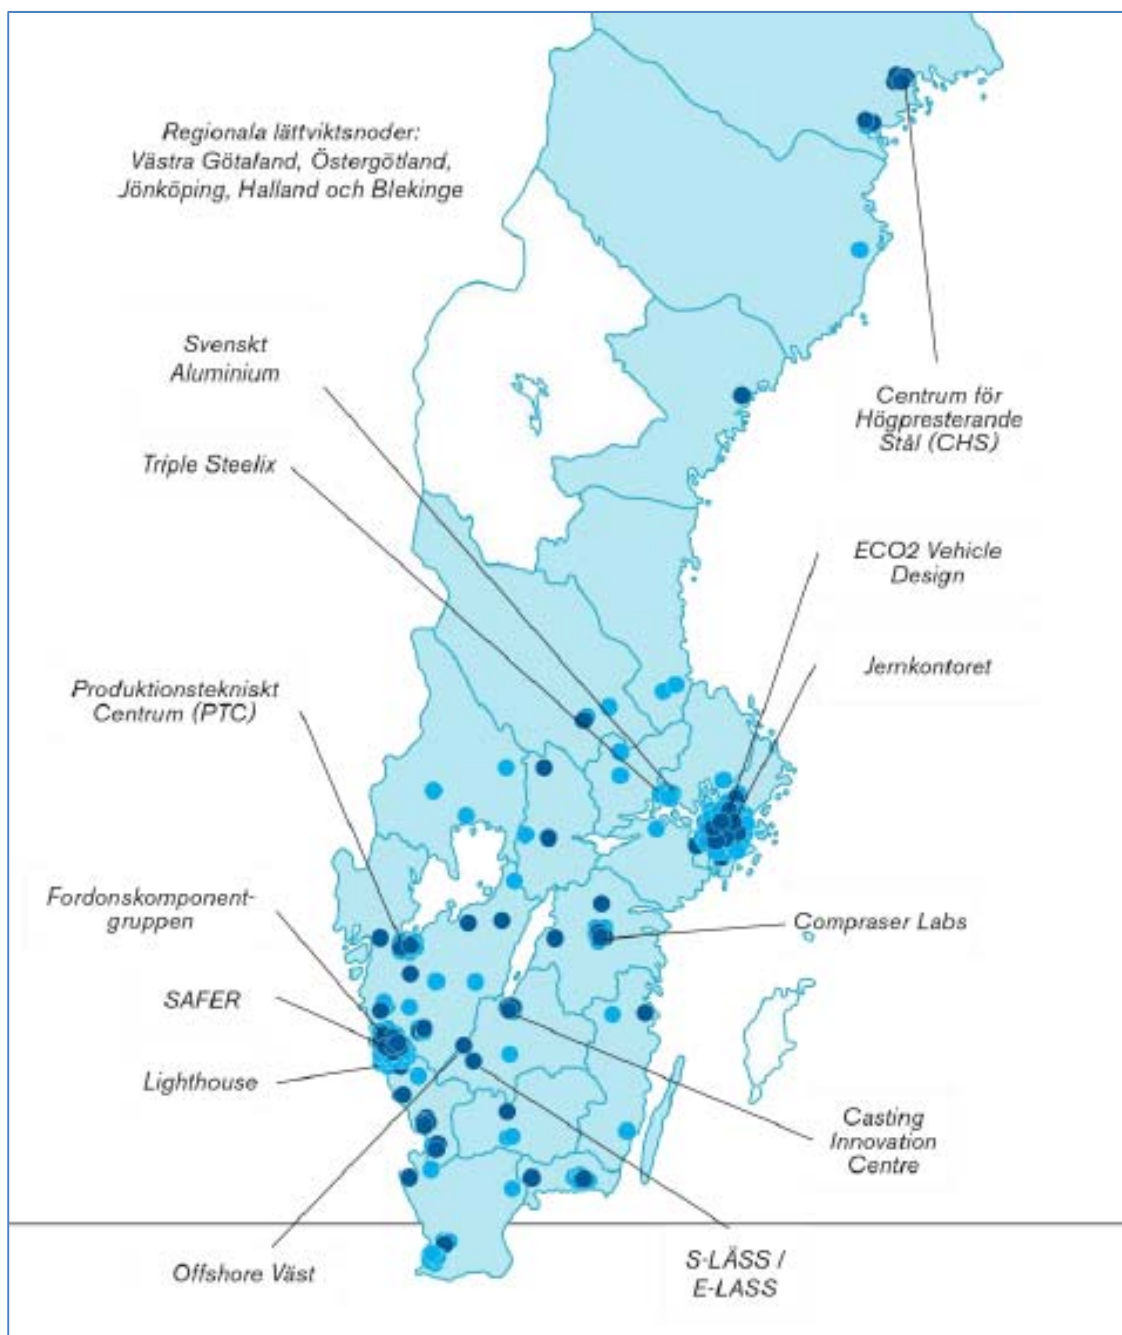 Regionala lättviktsnoder:
Västra Götaland, Östergötland,
Jönköping, Halland och Blekinge
Svenskt
Aluminium
Triple Steelix
Centrum för
Högpresterande
Stål (CHS)
ECO2 Vehicle
Design
Jernkontoret
Produktionstekniskt
Centrum (PTC)
Fordonskomponent-
gruppen
Compraser Labs
SAFER
Lighthouse
Casting
Innovation
Centre
Offshore Väst
S-LÄSS /
E-LASS